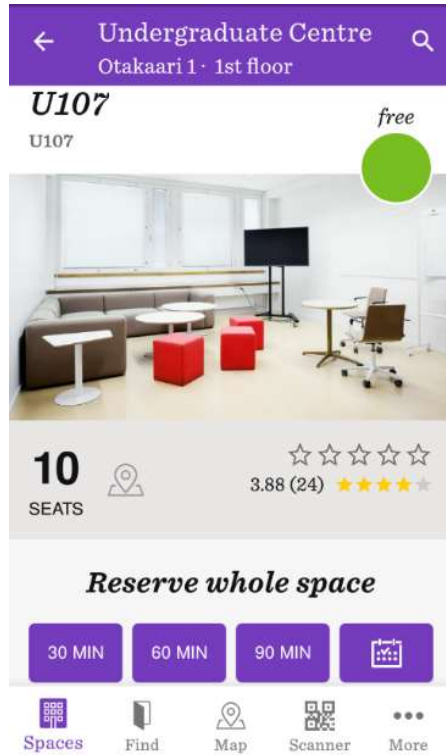 Undergraduate Centre
Otakaari 1 · 1st floor
U107
free
U107
10
SEATS
3.88 (24)
Reserve whole space
30 MIN
60 MIN
90 MIN
Spaces
Find
Map
Scanner
More